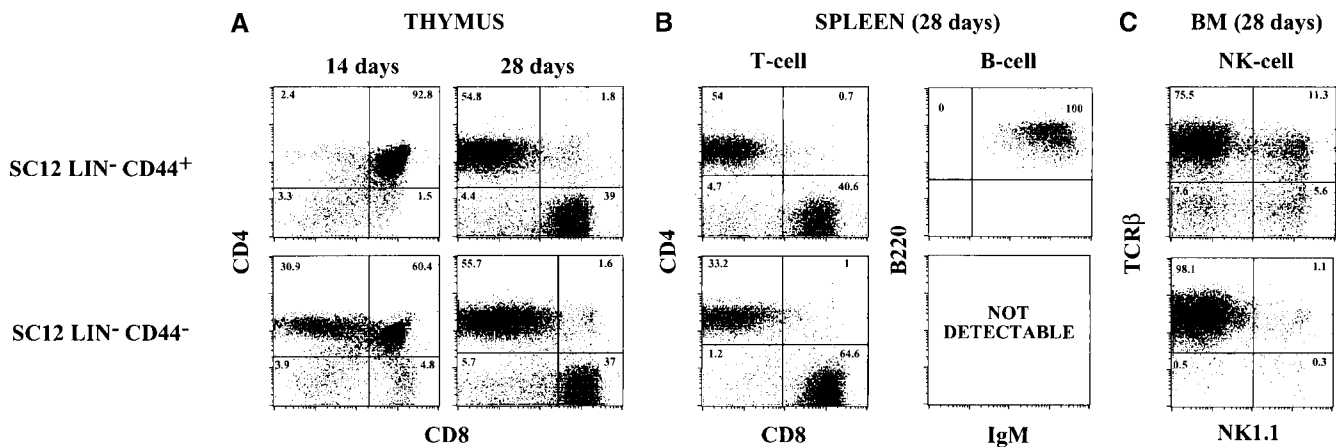 A THYMUS B SPLEEN (28 days) C BM (28 days)
14 days 28 days T-cell B-cell NK-cell
SC12 LIN- CD44+
CD4
2.4 92.8
3.3 1.5
54.8 1.8
4.4 39
CD4
54 0.7
4.7 40.6
B220
0 100
TCRβ
75.5 11.3
7.6 5.6
SC12 LIN- CD44-
30.9 60.4
3.9 4.8
55.7 1.6
5.7 37
33.2 1
1.2 64.6
NOT
DETECTABLE
98.1 1.1
0.5 0.3
CD8 CD8 IgM NK1.1